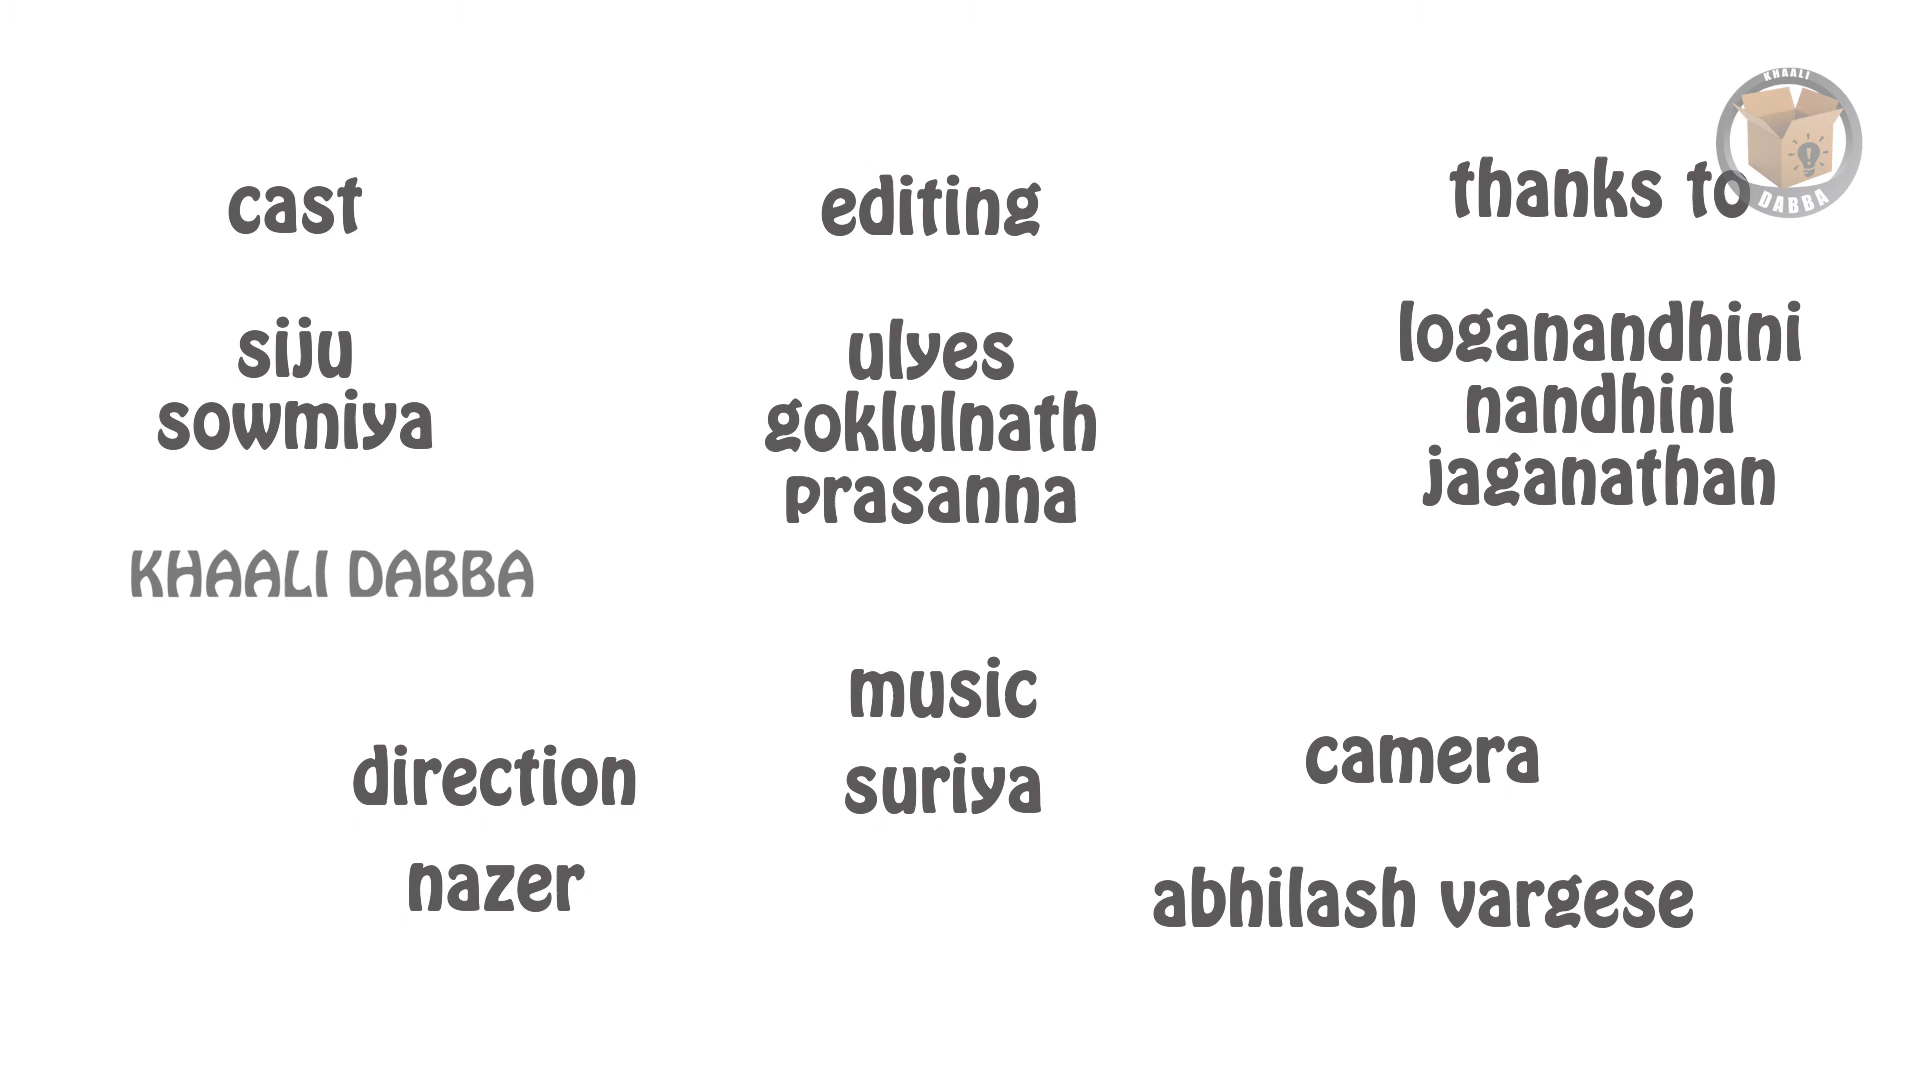 cast
siju
sowmiya
KHAALI DABBA
editing
ulyes
goklulnath
prasanna
thanks to
loganandhini
nandhini
jaganathan
KHAALI
DABBA
direction
nazer
music
suriya
camera
abhilash vargese